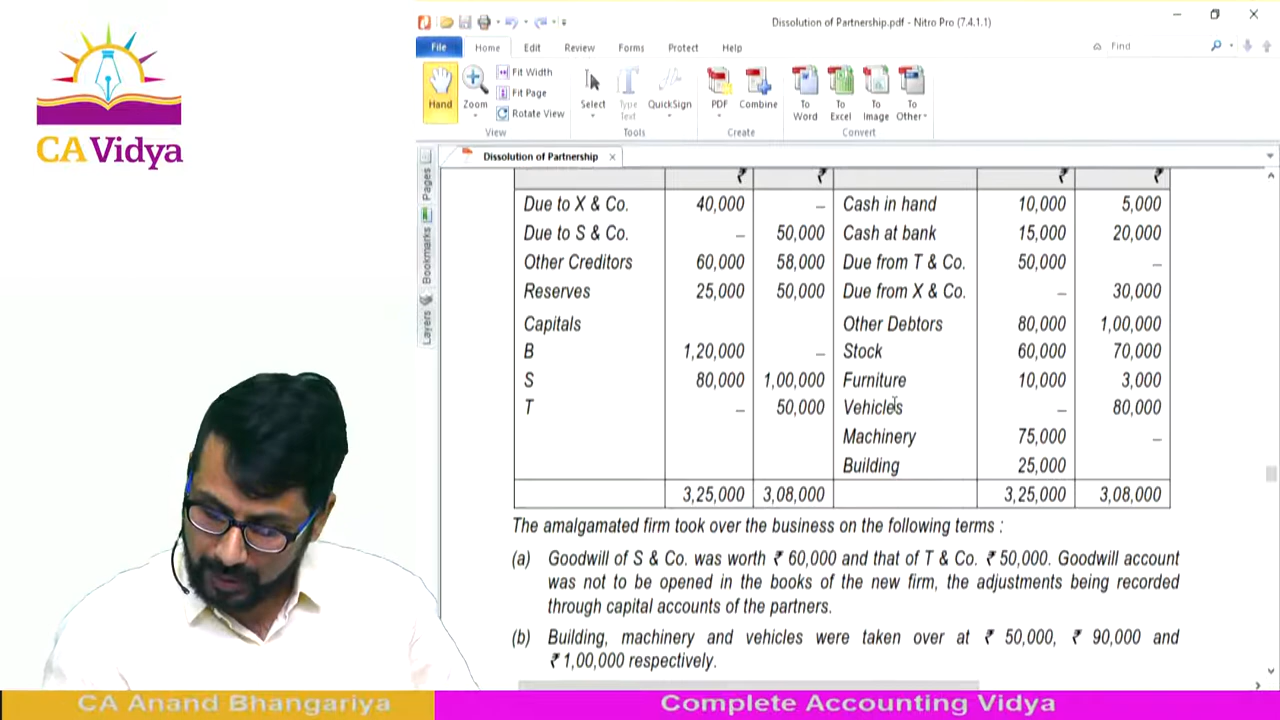 CA Vidya
Dissolution of Partnership.pdf - Nitro Pro (7.4.1.1)
File Home Edit Review Forms Protect Help Find
Hand Zoom Fit Width Fit Page Rotate View Select Type Text QuickSign PDF Combine To Word To Excel To Image To Other
View Tools Create Convert
Dissolution of Partnership
Pages
Bookmarks
Layers
₹ ₹ ₹ ₹
Due to X & Co. 40,000 – Cash in hand 10,000 5,000
Due to S & Co. – 50,000 Cash at bank 15,000 20,000
Other Creditors 60,000 58,000 Due from T & Co. 50,000 –
Reserves 25,000 50,000 Due from X & Co. – 30,000
Capitals Other Debtors 80,000 1,00,000
B 1,20,000 – Stock 60,000 70,000
S 80,000 1,00,000 Furniture 10,000 3,000
T – 50,000 Vehicles – 80,000
Machinery 75,000 –
Building 25,000
3,25,000 3,08,000 3,25,000 3,08,000
The amalgamated firm took over the business on the following terms :
(a) Goodwill of S & Co. was worth ₹ 60,000 and that of T & Co. ₹ 50,000. Goodwill account
was not to be opened in the books of the new firm, the adjustments being recorded
through capital accounts of the partners.
(b) Building, machinery and vehicles were taken over at ₹ 50,000, ₹ 90,000 and
₹ 1,00,000 respectively.
CA Anand Bhangariya Complete Accounting Vidya